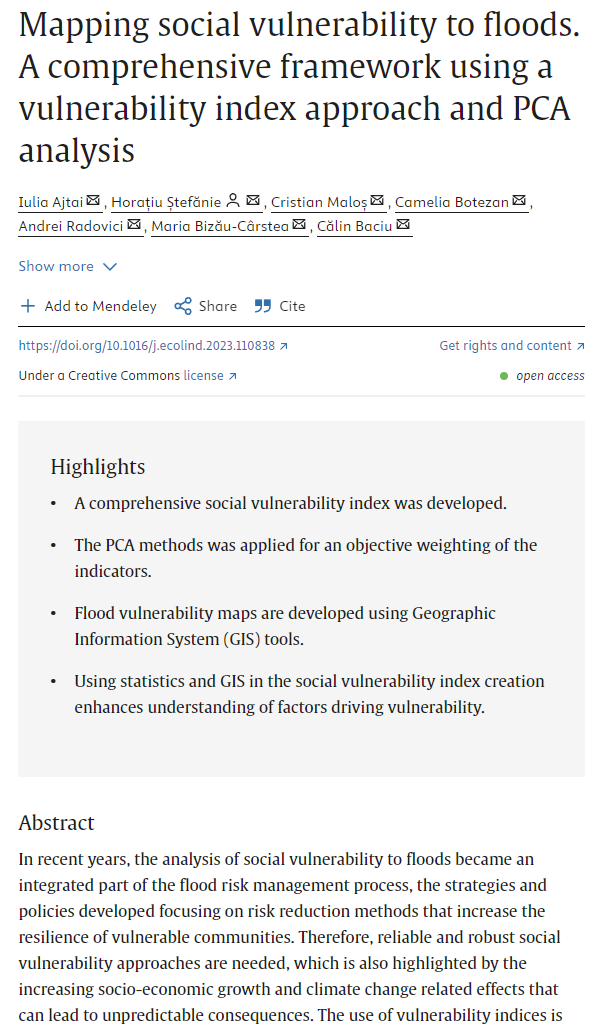 Mapping social vulnerability to floods.
A comprehensive framework using a
vulnerability index approach and PCA
analysis
Iulia Ajtai, Horațiu Ștefănie, Cristian Maloș, Camelia Botezan,
Andrei Radovici, Maria Bizău-Cârstea, Călin Baciu
Show more
Add to Mendeley Share Cite
https://doi.org/10.1016/j.ecolind.2023.110838 Get rights and content
Under a Creative Commons license open access
Highlights
• A comprehensive social vulnerability index was developed.
• The PCA methods was applied for an objective weighting of the
indicators.
• Flood vulnerability maps are developed using Geographic
Information System (GIS) tools.
• Using statistics and GIS in the social vulnerability index creation
enhances understanding of factors driving vulnerability.
Abstract
In recent years, the analysis of social vulnerability to floods became an
integrated part of the flood risk management process, the strategies and
policies developed focusing on risk reduction methods that increase the
resilience of vulnerable communities. Therefore, reliable and robust social
vulnerability approaches are needed, which is also highlighted by the
increasing socio-economic growth and climate change related effects that
can lead to unpredictable consequences. The use of vulnerability indices is